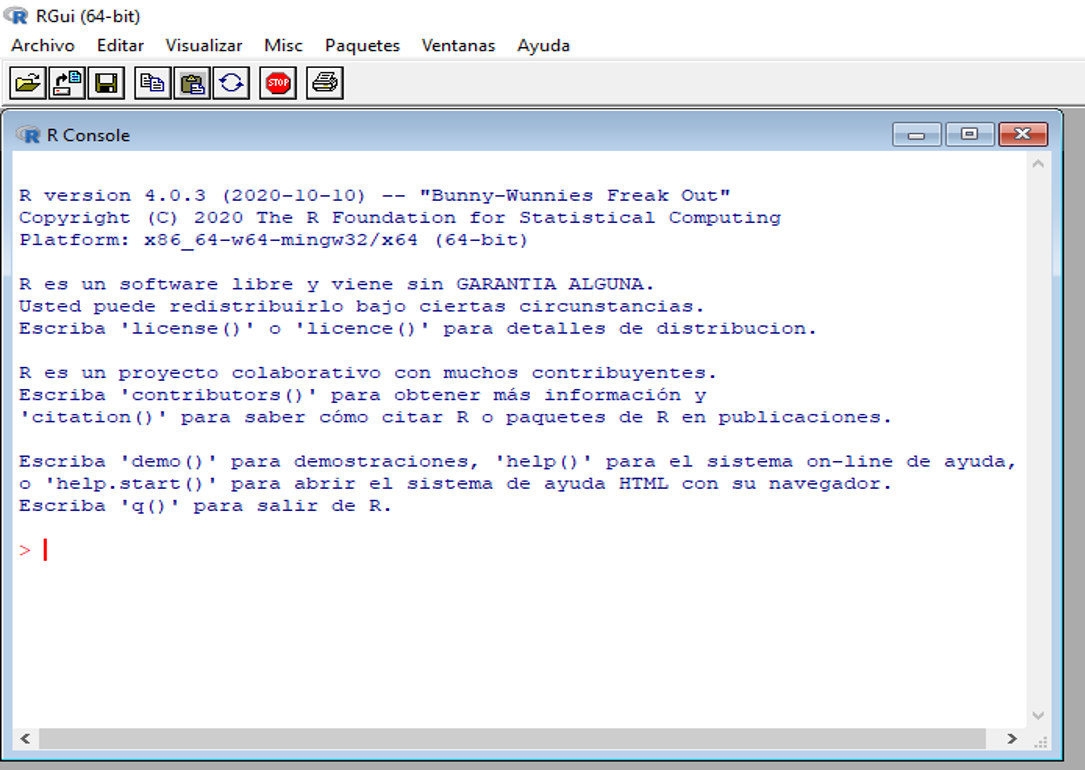 RGui (64-bit)
Archivo Editar Visualizar Misc Paquetes Ventanas Ayuda
STOP
R Console
R version 4.0.3 (2020-10-10) -- "Bunny-Wunnies Freak Out"
Copyright (C) 2020 The R Foundation for Statistical Computing
Platform: x86_64-w64-mingw32/x64 (64-bit)
R es un software libre y viene sin GARANTIA ALGUNA.
Usted puede redistribuirlo bajo ciertas circunstancias.
Escriba 'license()' o 'licence()' para detalles de distribucion.
R es un proyecto colaborativo con muchos contribuyentes.
Escriba 'contributors()' para obtener más información y
'citation()' para saber cómo citar R o paquetes de R en publicaciones.
Escriba 'demo()' para demostraciones, 'help()' para el sistema on-line de ayuda,
o 'help.start()' para abrir el sistema de ayuda HTML con su navegador.
Escriba 'q()' para salir de R.
>